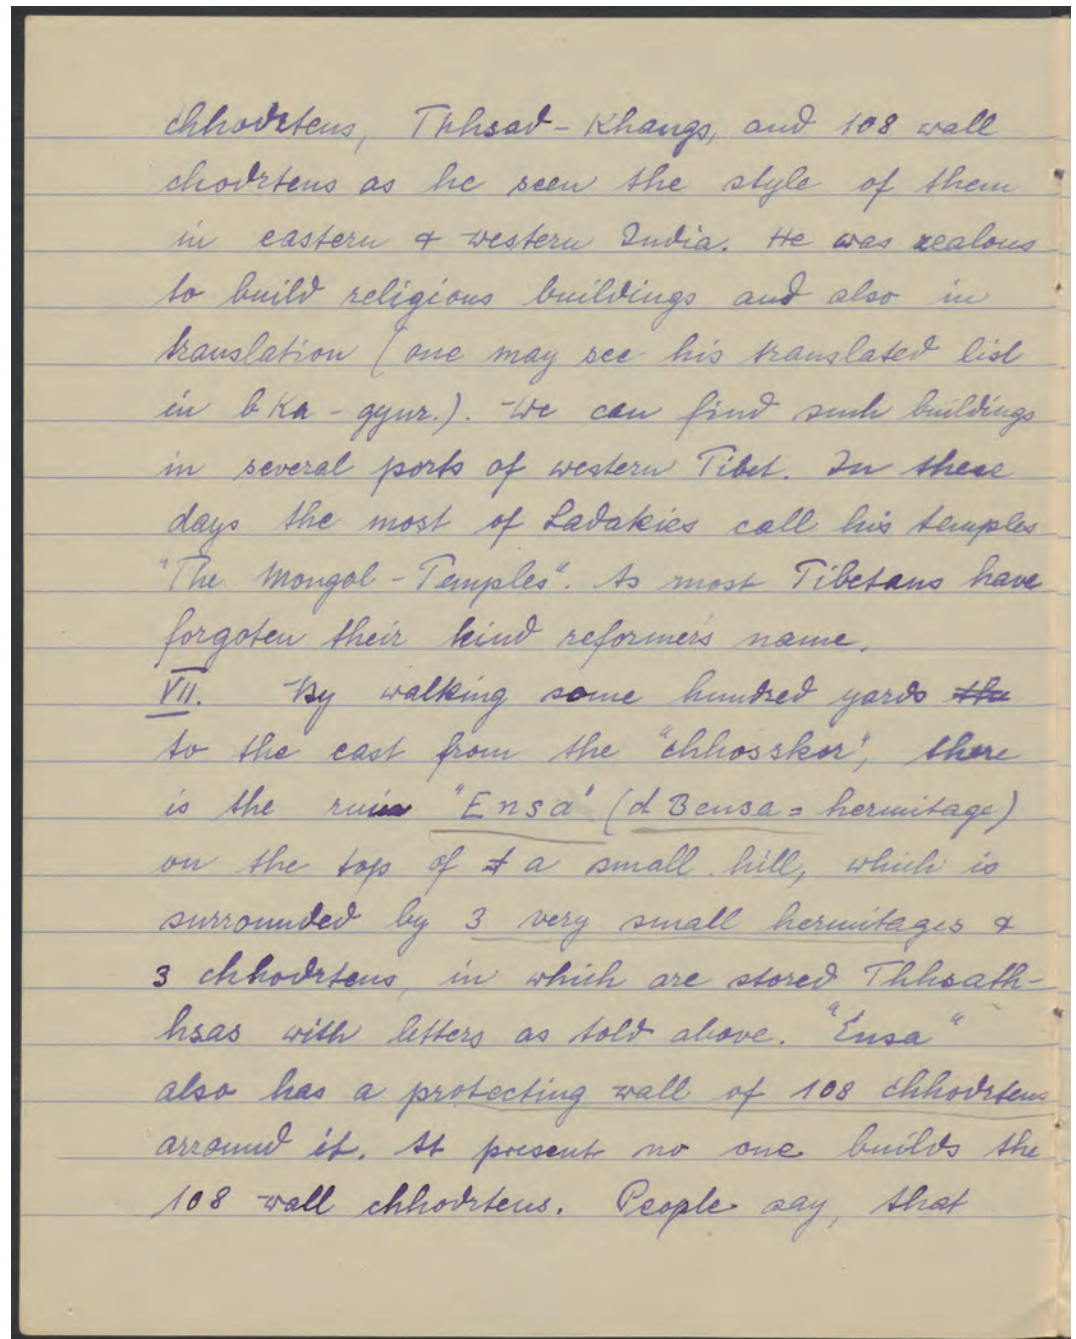 chhodrtens, Thhsad-Khangs, and 108 wall
chodrtens as he seen the style of them
in eastern & western India. He was zealous
to build religious buildings and also in
translation (one may see his translated list
in bKa-gyur.). We can find such buildings
in several parts of western Tibet. In these
days the most of Ladakies call his temples
"The Mongol-Temples". As most Tibetans have
forgoten their kind reformer's name.
VII. By walking some hundred yards the
to the east from the "chhosskor", there
is the ruin "Ensa" (dBensa = hermitage)
on the top of a small hill, which is
surrounded by 3 very small hermitages &
3 chhodrtens, in which are stored Thhsath-
hsas with letters as told above. "Ensa"
also has a protecting wall of 108 chhodrtens
arround it. At present no one builds the
108 wall chhodrtens. People say, that